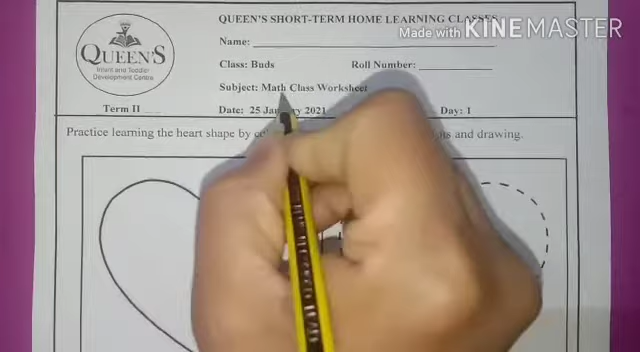 QUEEN'S SHORT-TERM HOME LEARNING CLASSES
Made with KINEMASTER
QUEEN'S
Infant and Toddler
Development Centre
Name:
Class: Buds Roll Number:
Subject: Math Class Worksheet
Term II Date: 25 January 2021 Day: 1
Practice learning the heart shape by and drawing.